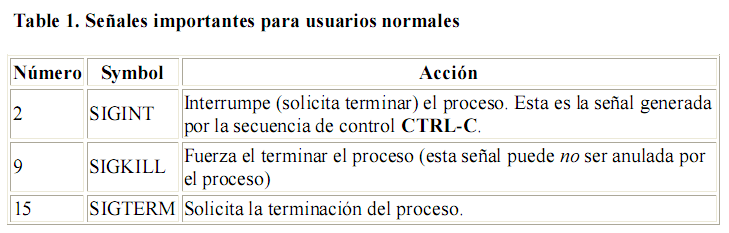 Table 1. Señales importantes para usuarios normales
Número Symbol Acción
2 SIGINT Interrumpe (solicita terminar) el proceso. Esta es la señal generada
por la secuencia de control CTRL-C.
9 SIGKILL Fuerza el terminar el proceso (esta señal puede no ser anulada por
el proceso)
15 SIGTERM Solicita la terminación del proceso.